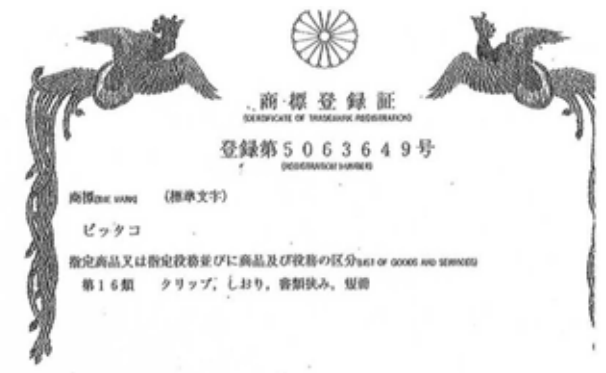 商標登録証
(CERTIFICATE OF TRADEMARK REGISTRATION)
登録第5063649号
(REGISTRATION NUMBER)
商標(THE MARK) (標準文字)
ピッタコ
指定商品又は指定役務並びに商品及び役務の区分(LIST OF GOODS AND SERVICES)
第16類 クリップ，しおり，書類挟み，